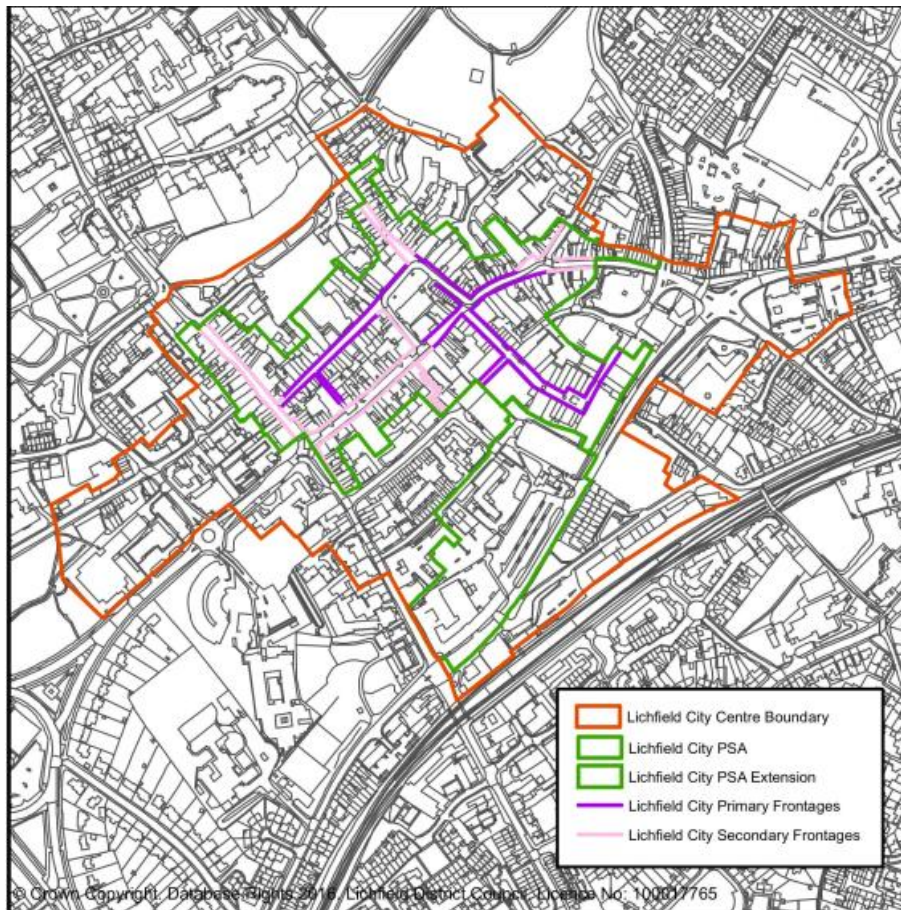 Lichfield City Centre Boundary
Lichfield City PSA
Lichfield City PSA Extension
Lichfield City Primary Frontages
Lichfield City Secondary Frontages
© Crown Copyright. Database Rights 2016. Lichfield District Council. Licence No: 100017765